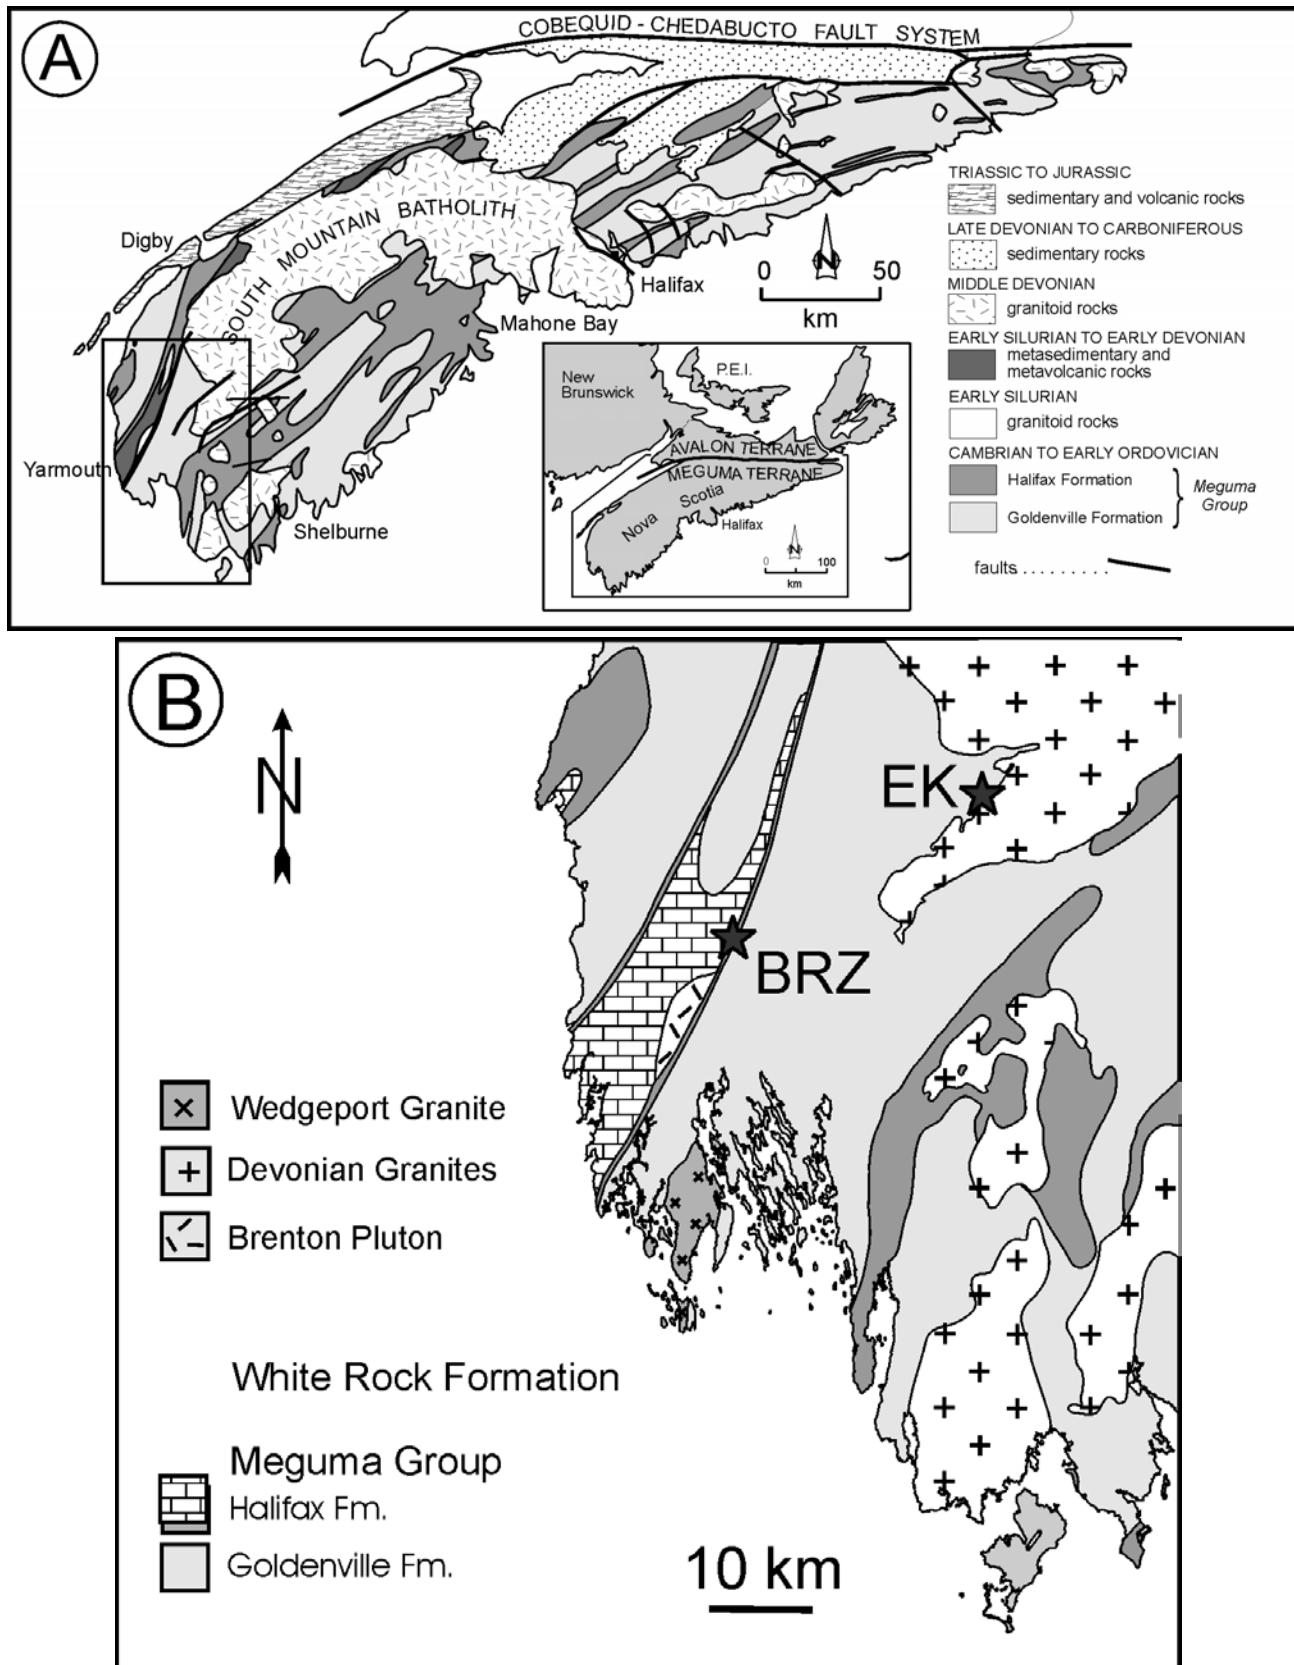 A
COBEQUID - CHEDABUCTO FAULT SYSTEM
SOUTH MOUNTAIN BATHOLITH
Digby
Halifax
Mahone Bay
Yarmouth
Shelburne
N
0 50
km
TRIASSIC TO JURASSIC
sedimentary and volcanic rocks
LATE DEVONIAN TO CARBONIFEROUS
sedimentary rocks
MIDDLE DEVONIAN
granitoid rocks
EARLY SILURIAN TO EARLY DEVONIAN
metasedimentary and
metavolcanic rocks
EARLY SILURIAN
granitoid rocks
CAMBRIAN TO EARLY ORDOVICIAN
Halifax Formation
Goldenville Formation
Meguma
Group
faults.........
New
Brunswick
P.E.I.
AVALON TERRANE
MEGUMA TERRANE
Nova Scotia
Halifax
N
0 100
km
B
N
EK
BRZ
Wedgeport Granite
Devonian Granites
Brenton Pluton
White Rock Formation
Meguma Group
Halifax Fm.
Goldenville Fm.
10 km